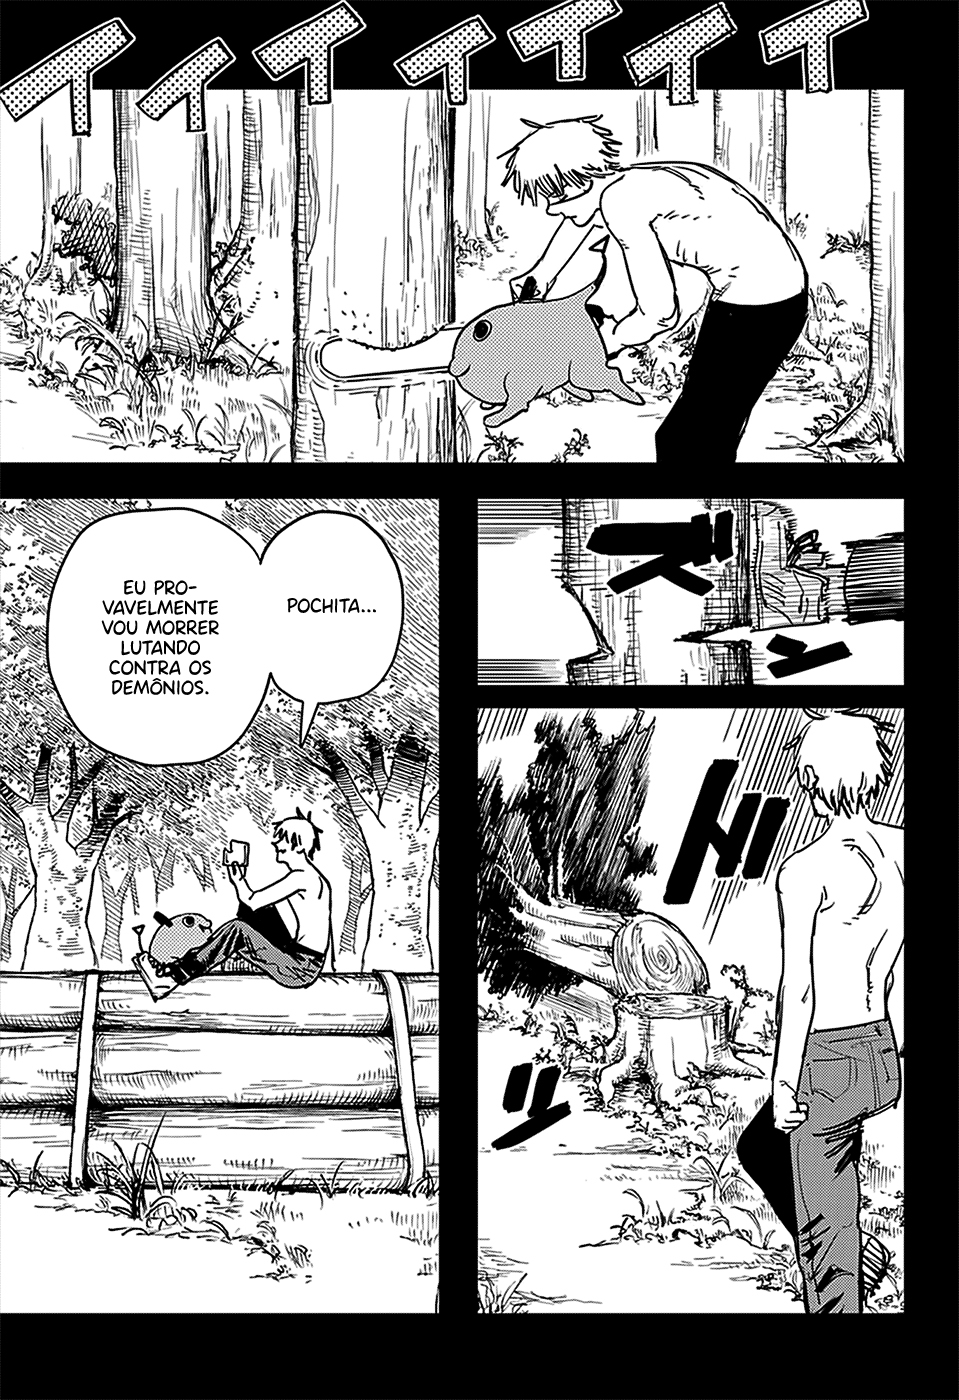 イイイイイイイ
ズ
ン
ドド
ッ
POCHITA...
EU PRO-
VAVELMENTE
VOU MORRER
LUTANDO
CONTRA OS
DEMÔNIOS.